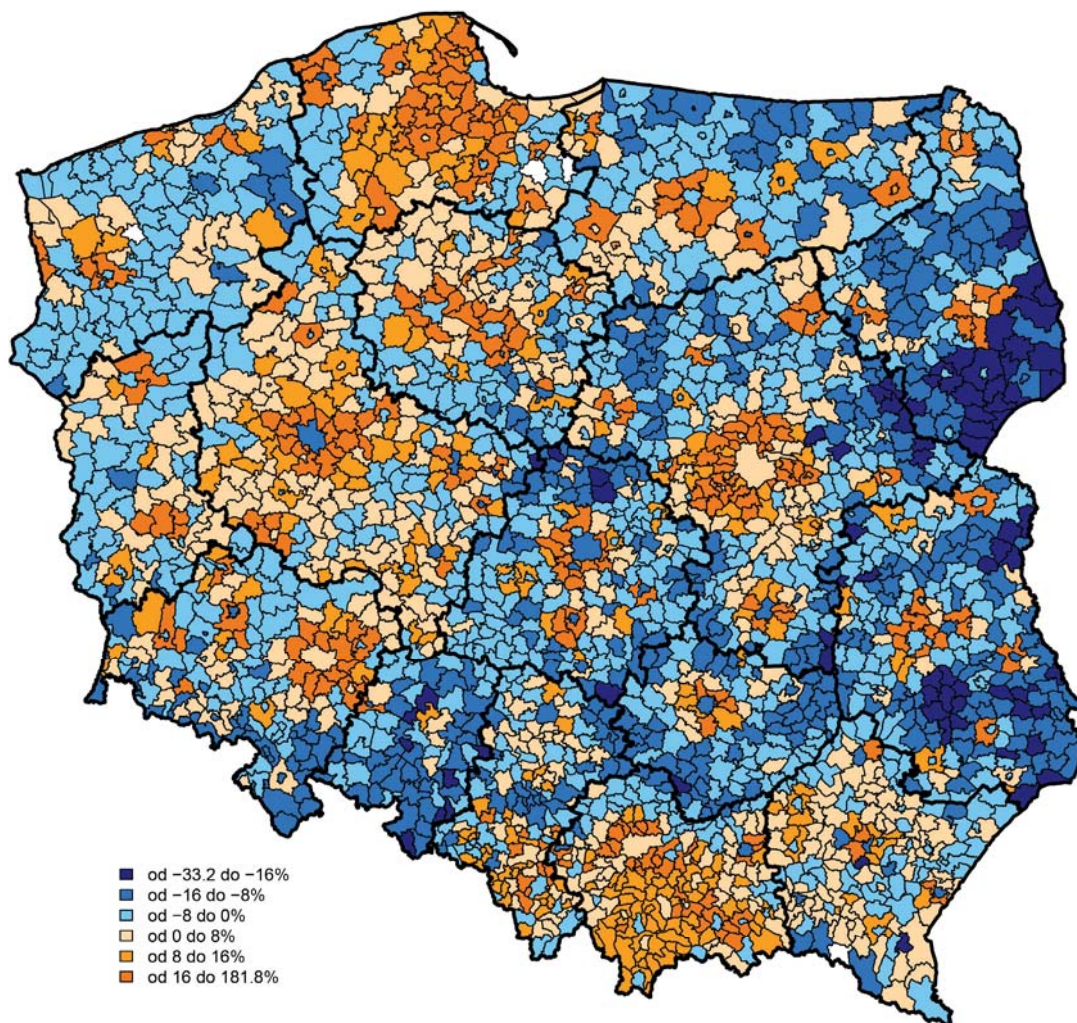 od −33.2 do −16%
od −16 do −8%
od −8 do 0%
od 0 do 8%
od 8 do 16%
od 16 do 181.8%